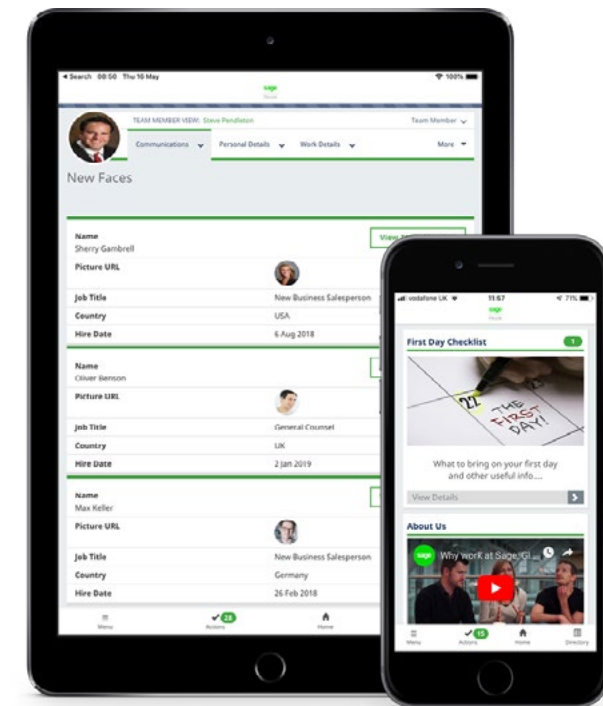 Search 08:50 Thu 16 May
100%
sage
TEAM MEMBER VIEW: Steve Pendleton
Team Member
Communications
Personal Details
Work Details
More
New Faces
Name
Sherry Gambrell
View
Picture URL
Job Title
New Business Salesperson
Country
USA
Hire Date
6 Aug 2018
Name
Oliver Benson
Picture URL
Job Title
General Counsel
Country
UK
Hire Date
2 Jan 2019
Name
Max Keller
Picture URL
Job Title
New Business Salesperson
Country
Germany
Hire Date
26 Feb 2018
Menu
28
Actions
Home
vodafone UK
11:67
71%
sage
First Day Checklist
1
22
THE
FIRST
DAY!
What to bring on your first day
and other useful info....
View Details
About Us
sage
Why work at Sage, Gl...
Menu
15
Actions
Home
Directory